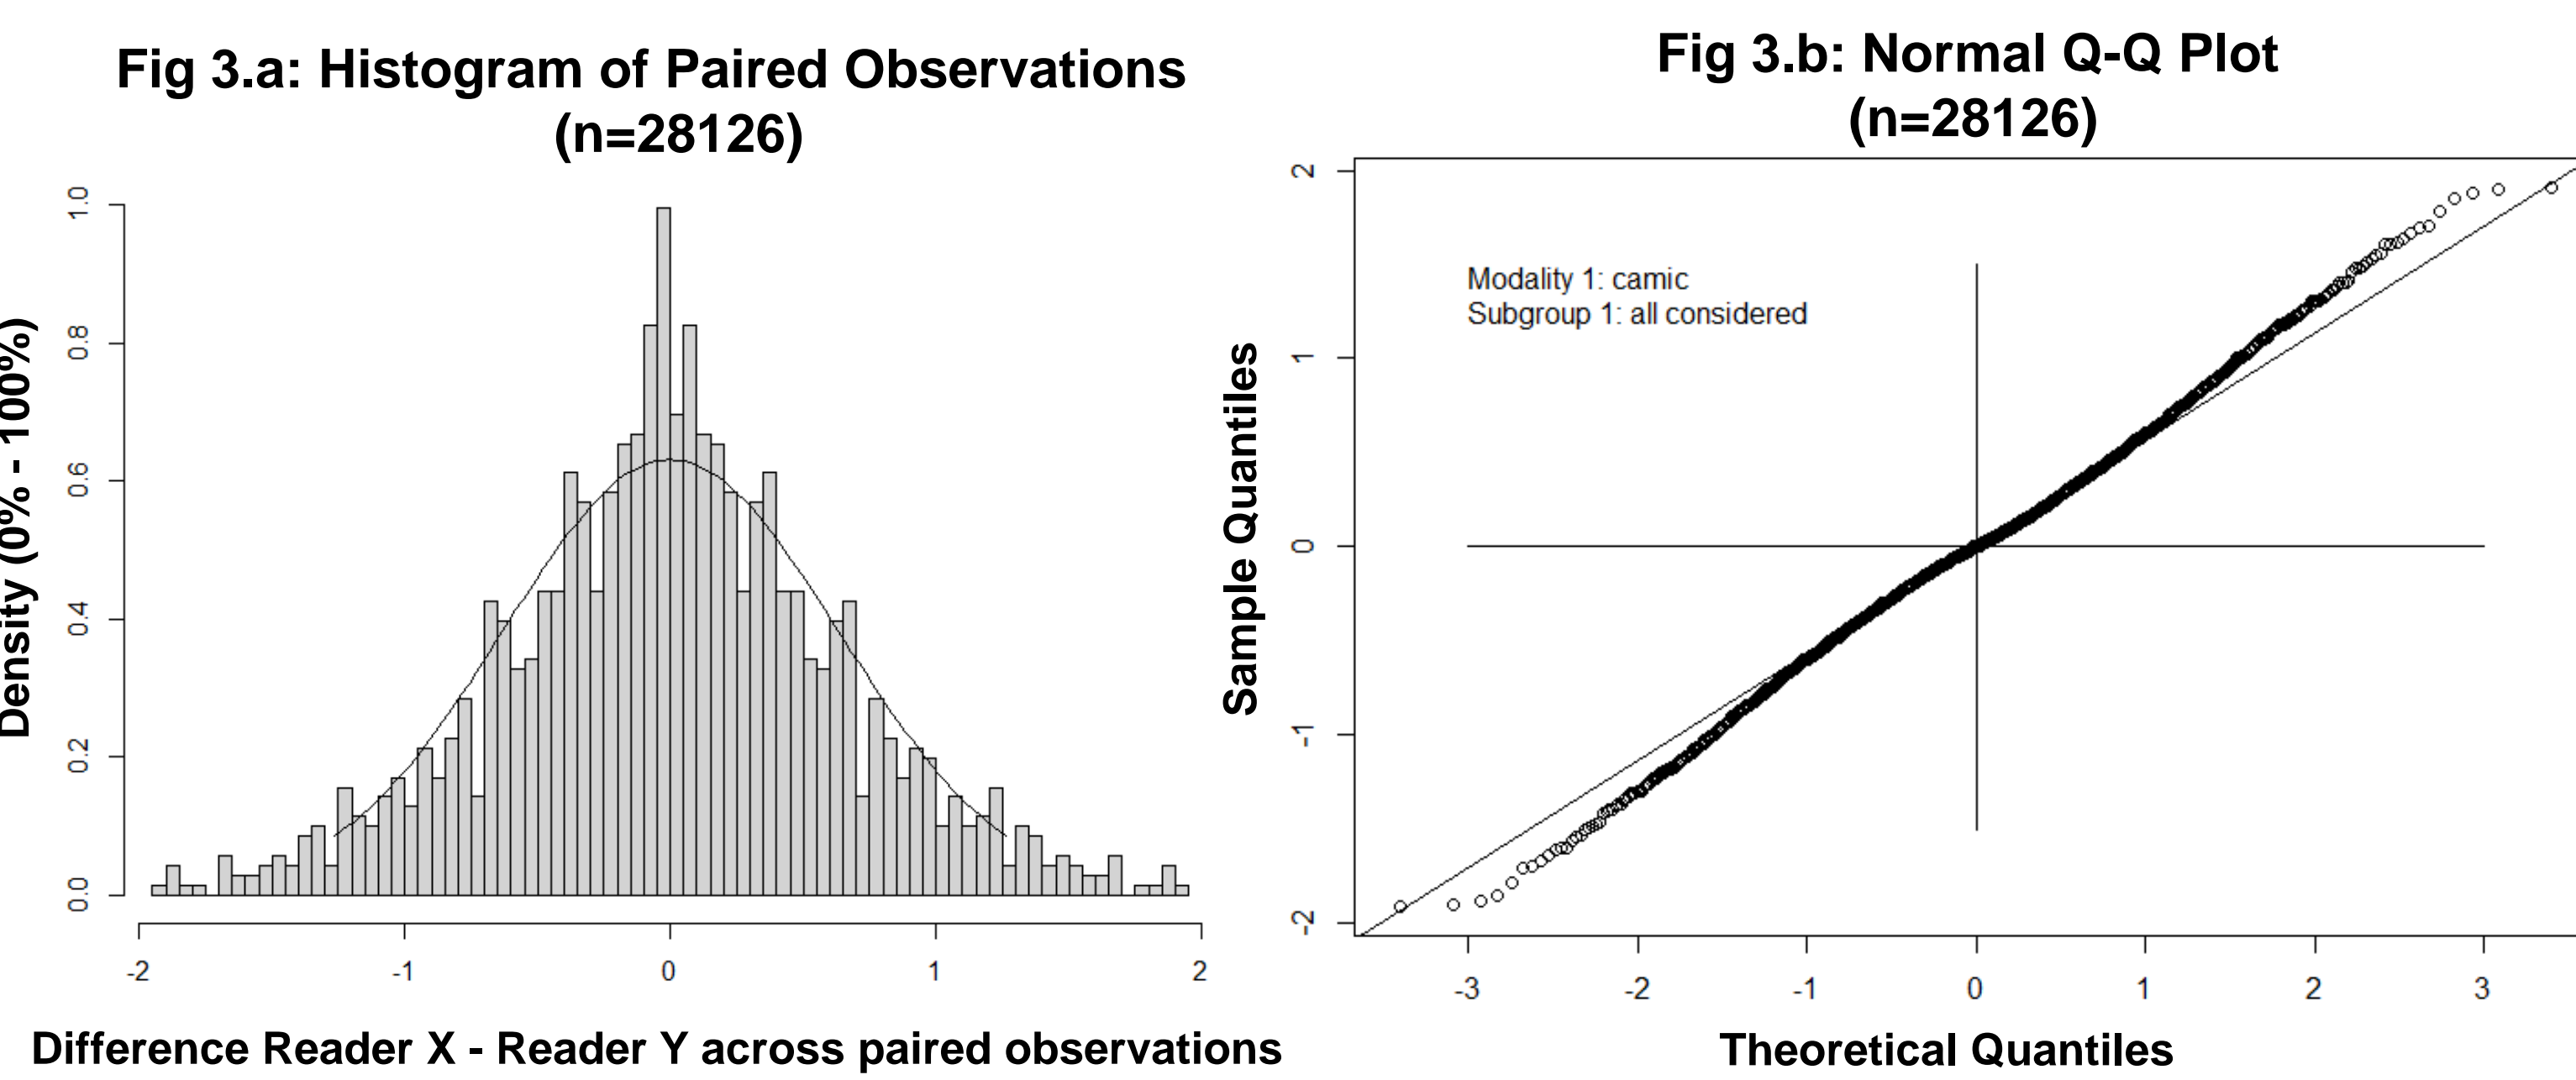 Fig 3.a: Histogram of Paired Observations
(n=28126)
Density (0% - 100%)
1.0
0.8
0.6
0.4
0.2
0.0
-2 -1 0 1 2
Difference Reader X - Reader Y across paired observations
Fig 3.b: Normal Q-Q Plot
(n=28126)
Modality 1: camic
Subgroup 1: all considered
Sample Quantiles
2
1
0
-1
-2
-3 -2 -1 0 1 2 3
Theoretical Quantiles